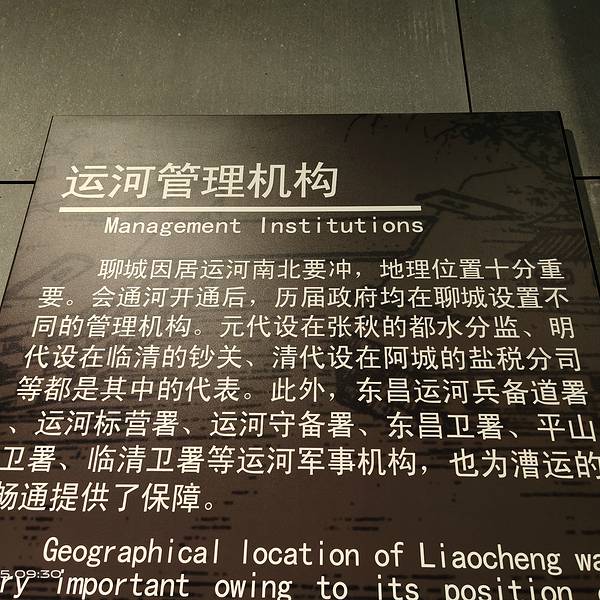 运河管理机构
Management Institutions
聊城因居运河南北要冲，地理位置十分重
要。会通河开通后，历届政府均在聊城设置不
同的管理机构。元代设在张秋的都水分监、明
代设在临清的钞关、清代设在阿城的盐税分司
等都是其中的代表。此外，东昌运河兵备道署
、运河标营署、运河守备署、东昌卫署、平山
卫署、临清卫署等运河军事机构，也为漕运的
畅通提供了保障。
Geographical location of Liaocheng wa
ry important owing to its position
09:30